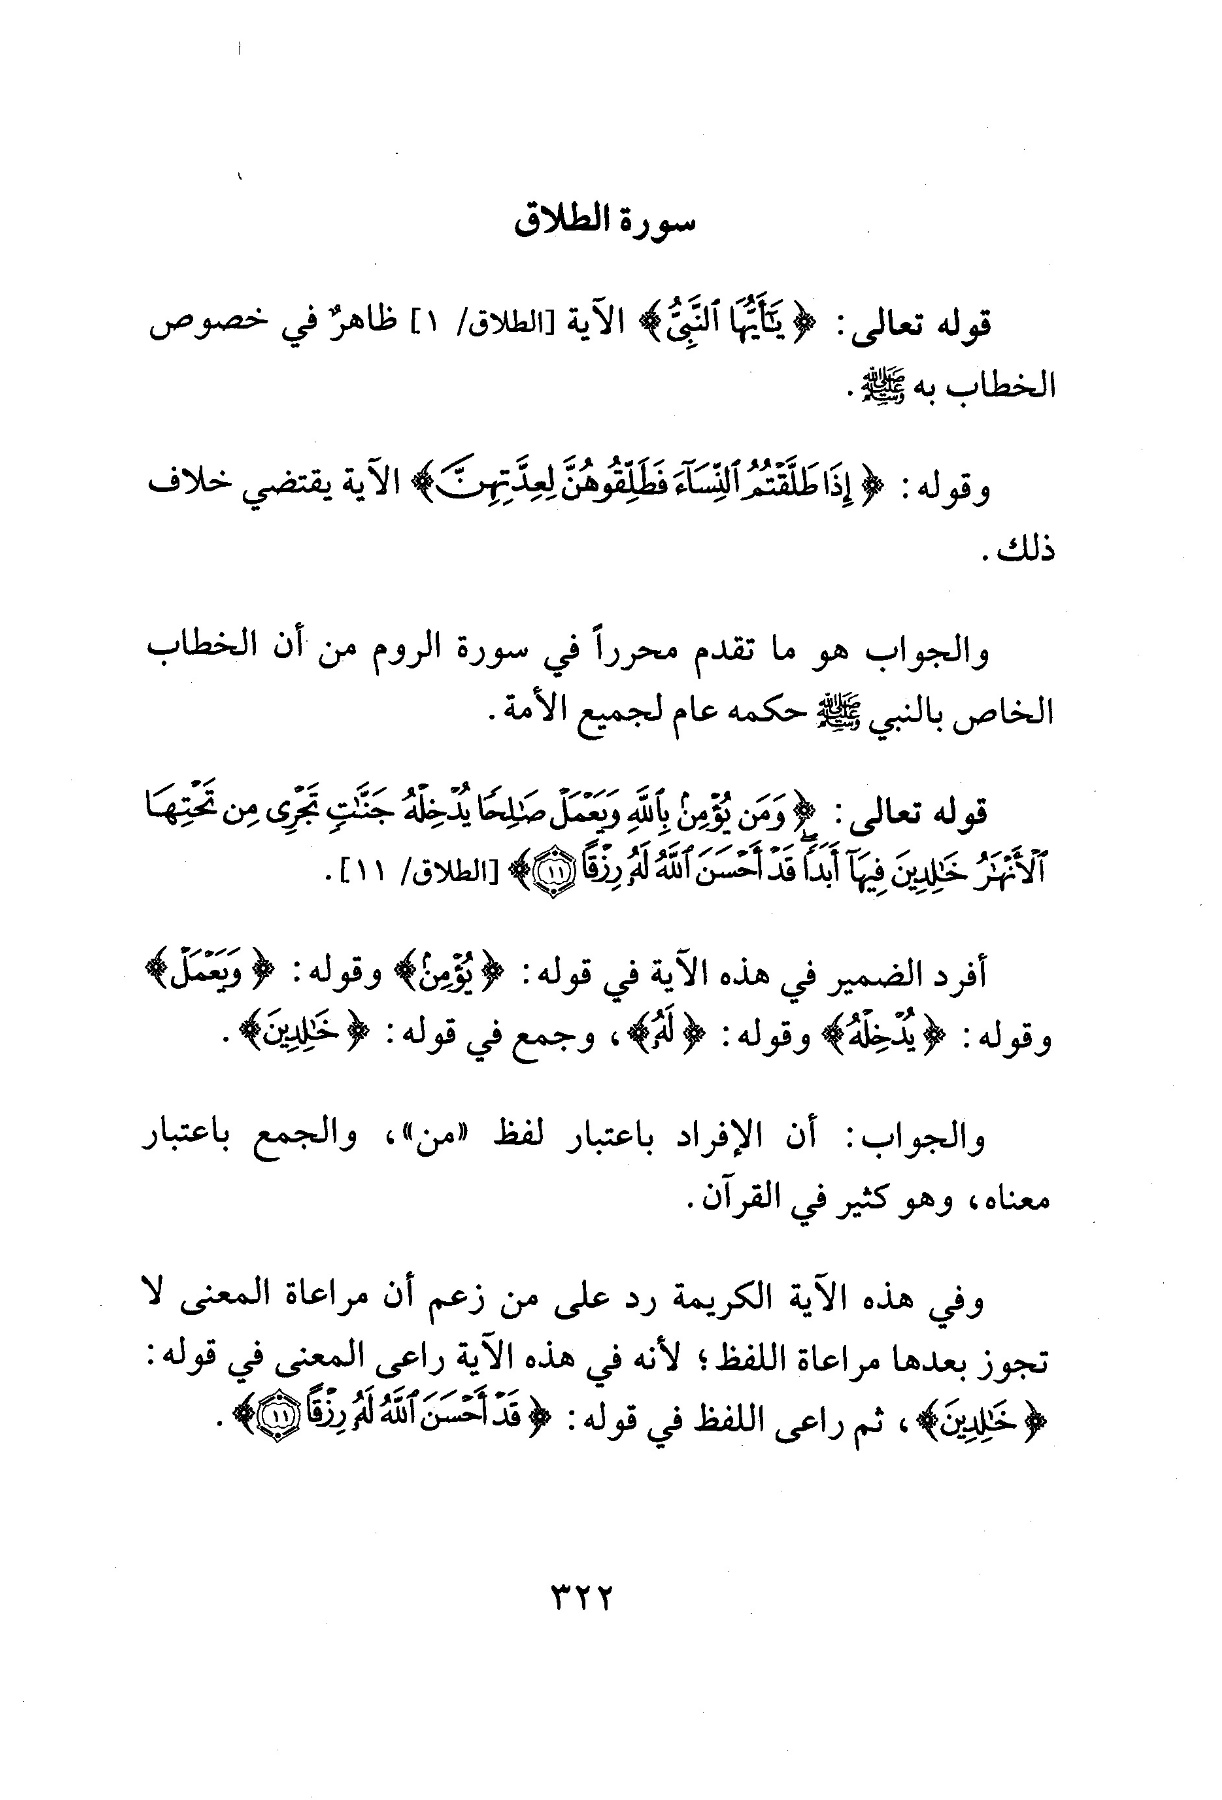 سورة الطلاق
قوله تعالى: ﴿يَٰٓأَيُّهَا ٱلنَّبِيُّ﴾ الآية [الطلاق/ ١] ظاهرٌ في خصوص
الخطاب به ﷺ.
وقوله: ﴿إِذَا طَلَّقْتُمُ ٱلنِّسَآءَ فَطَلِّقُوهُنَّ لِعِدَّتِهِنَّ﴾ الآية يقتضي خلاف
ذلك.
والجواب هو ما تقدم محرراً في سورة الروم من أن الخطاب
الخاص بالنبي ﷺ حكمه عام لجميع الأمة.
قوله تعالى: ﴿وَمَن يُؤْمِنۢ بِٱللَّهِ وَيَعْمَلْ صَٰلِحًا يُدْخِلْهُ جَنَّٰتٍ تَجْرِى مِن تَحْتِهَا
ٱلْأَنْهَٰرُ خَٰلِدِينَ فِيهَآ أَبَدًاۖ قَدْ أَحْسَنَ ٱللَّهُ لَهُۥ رِزْقًا ۝١١﴾ [الطلاق/ ١١].
أفرد الضمير في هذه الآية في قوله: ﴿يُؤْمِنۢ﴾ وقوله: ﴿وَيَعْمَلْ﴾
وقوله: ﴿يُدْخِلْهُ﴾ وقوله: ﴿لَهُۥ﴾، وجمع في قوله: ﴿خَٰلِدِينَ﴾.
والجواب: أن الإفراد باعتبار لفظ «من»، والجمع باعتبار
معناه، وهو كثير في القرآن.
وفي هذه الآية الكريمة رد على من زعم أن مراعاة المعنى لا
تجوز بعدها مراعاة اللفظ؛ لأنه في هذه الآية راعى المعنى في قوله:
﴿خَٰلِدِينَ﴾، ثم راعى اللفظ في قوله: ﴿قَدْ أَحْسَنَ ٱللَّهُ لَهُۥ رِزْقًا ۝١١﴾.
٣٢٢